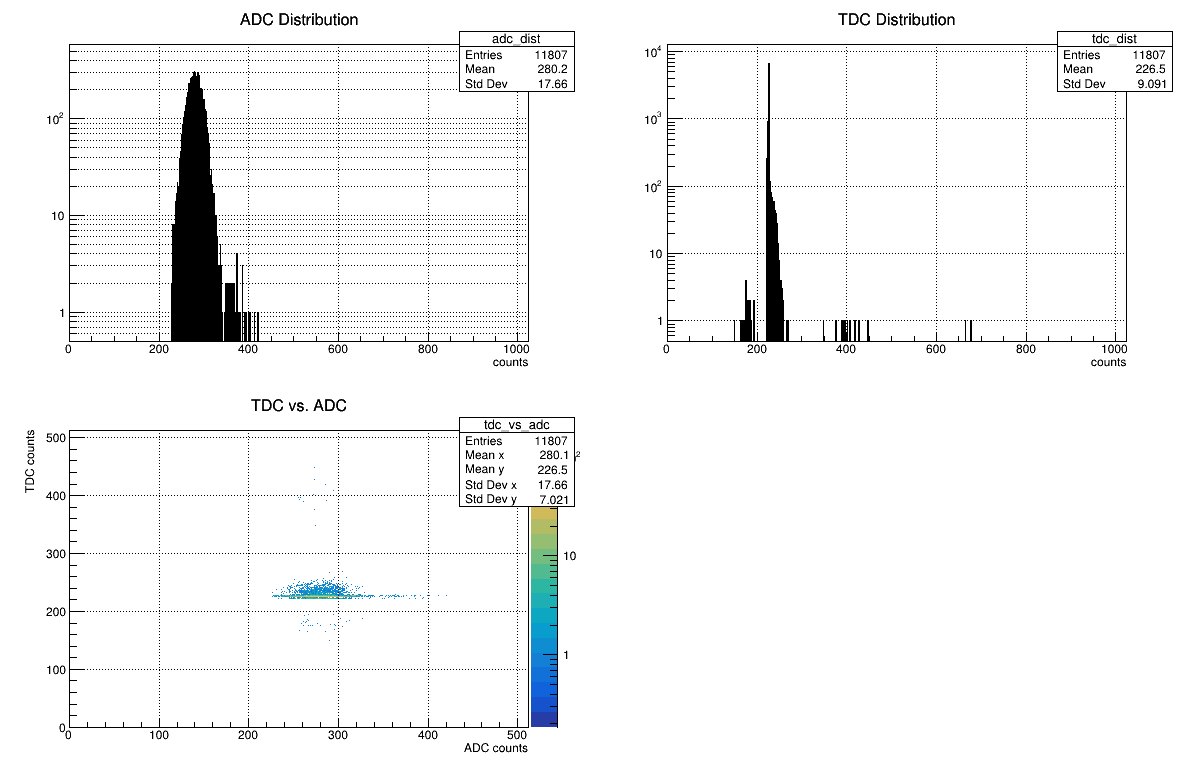 ADC Distribution
adc_dist
Entries 11807
Mean 280.2
Std Dev 17.66
10²
10
1
0 200 400 600 800 1000
counts
TDC Distribution
tdc_dist
Entries 11807
Mean 226.5
Std Dev 9.091
10⁴
10³
10²
10
1
0 200 400 600 800 1000
counts
TDC vs. ADC
tdc_vs_adc
Entries 11807
Mean x 280.1
Mean y 226.5
Std Dev x 17.66
Std Dev y 7.021
TDC counts
500
400
300
200
100
0
0 100 200 300 400 500
ADC counts
2
10
1